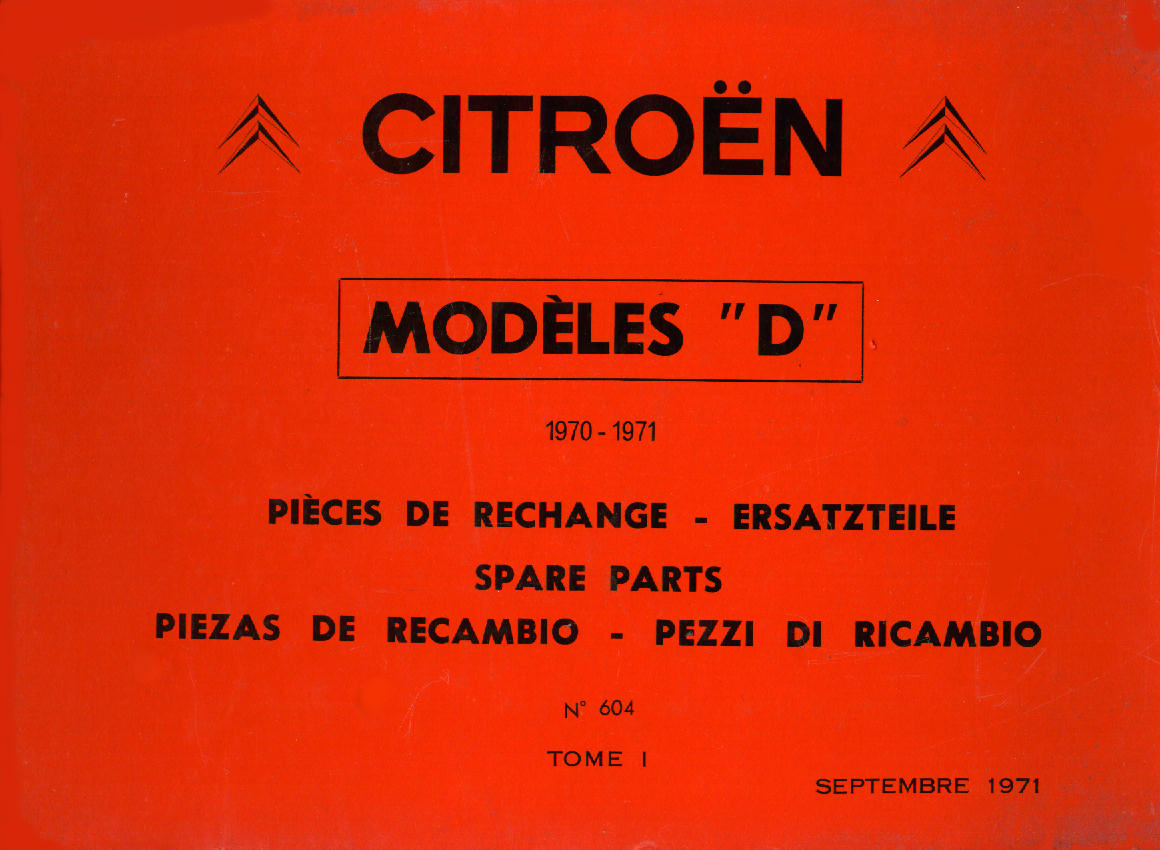 CITROËN
MODÈLES "D"
1970 - 1971
PIÈCES DE RECHANGE - ERSATZTEILE
SPARE PARTS
PIEZAS DE RECAMBIO - PEZZI DI RICAMBIO
N° 604
TOME I
SEPTEMBRE 1971